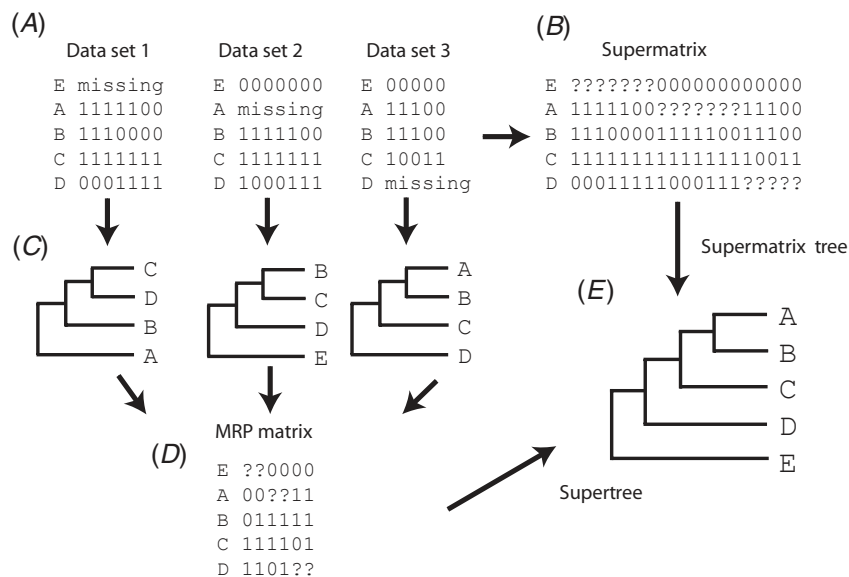 (A)
Data set 1
E missing
A 1111100
B 1110000
C 1111111
D 0001111
Data set 2
E 0000000
A missing
B 1111100
C 1111111
D 1000111
Data set 3
E 00000
A 11100
B 11100
C 10011
D missing
(B)
Supermatrix
E ???????000000000000
A 1111100???????11100
B 1110000111110011100
C 1111111111111110011
D 00011111000111?????
(C)
C
D
B
A
B
C
D
E
A
B
C
D
Supermatrix tree
(E)
A
B
C
D
E
MRP matrix
(D)
E ??0000
A 00??11
B 011111
C 111101
D 1101??
Supertree